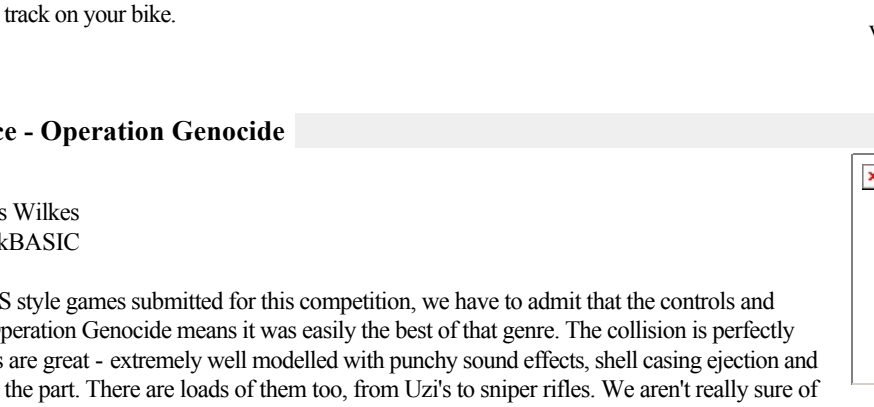 track on your bike.
ce - Operation Genocide
s Wilkes
kBASIC
S style games submitted for this competition, we have to admit that the controls and
peration Genocide means it was easily the best of that genre. The collision is perfectly
s are great - extremely well modelled with punchy sound effects, shell casing ejection and
the part. There are loads of them too, from Uzi's to sniper rifles. We aren't really sure of